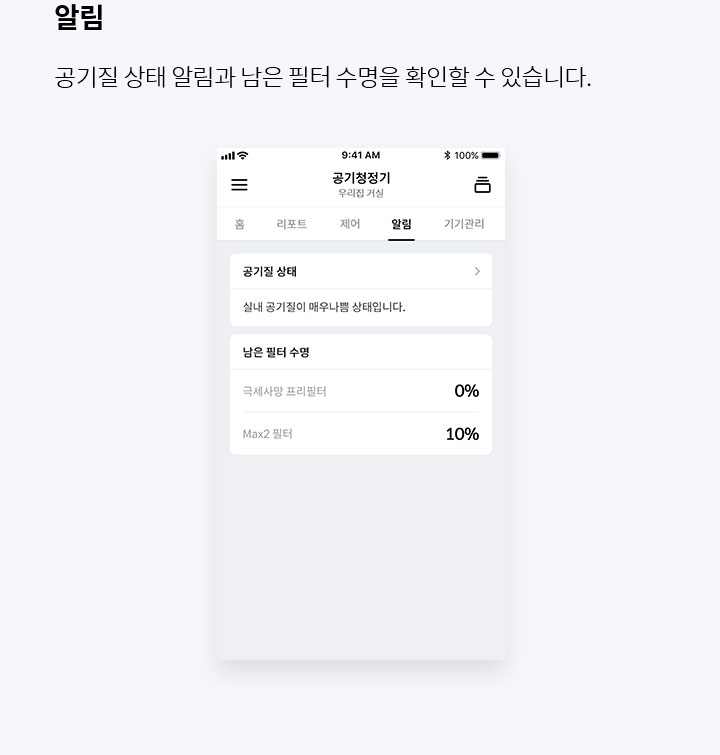 알림
공기질 상태 알림과 남은 필터 수명을 확인할 수 있습니다.
9:41 AM
100%
공기청정기
우리집 거실
홈 리포트 제어 알림 기기관리
공기질 상태
실내 공기질이 매우나쁨 상태입니다.
남은 필터 수명
극세사망 프리필터 0%
Max2 필터 10%